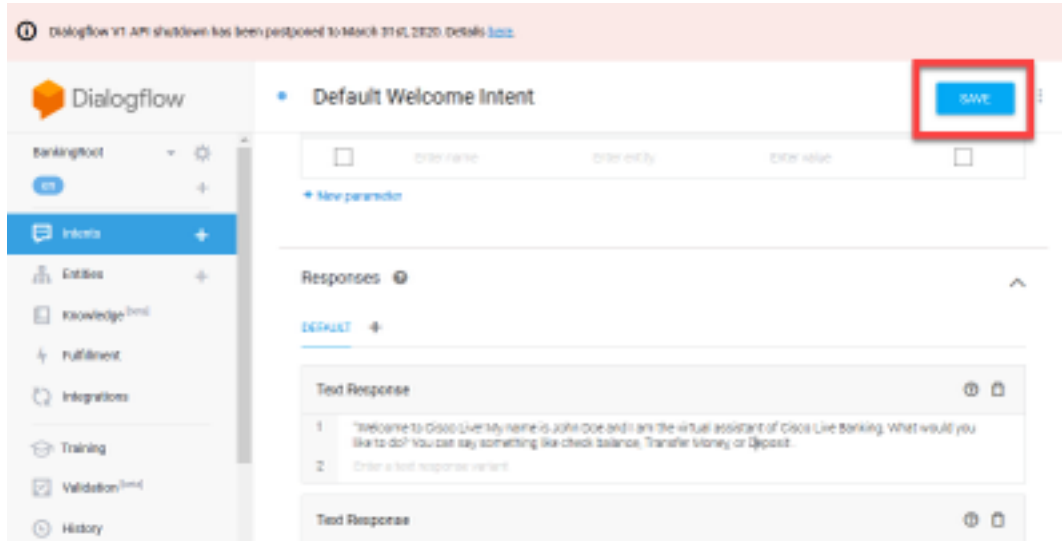 Dialogflow V1 API shutdown has been postponed to March 31st, 2020. Details here.
Dialogflow
Default Welcome Intent
SAVE
BankingRoot
en
Enter name
Enter entity
Enter value
+ New parameter
Intents
Entities
Knowledge [beta]
Fulfillment
Integrations
Training
Validation [beta]
History
Responses
DEFAULT
Text Response
1 "Welcome to Cisco Live! My name is John Doe and I am the virtual assistant of Cisco Live Banking. What would you
like to do? You can say something like check balance, Transfer Money, or Deposit.
2 Enter a text response variant
Text Response